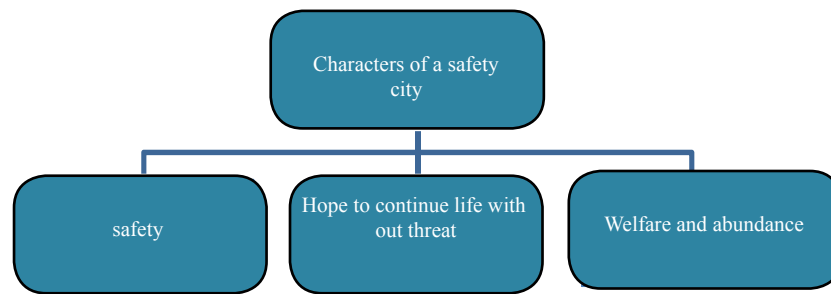 Characters of a safety
city
safety
Hope to continue life with
out threat
Welfare and abundance